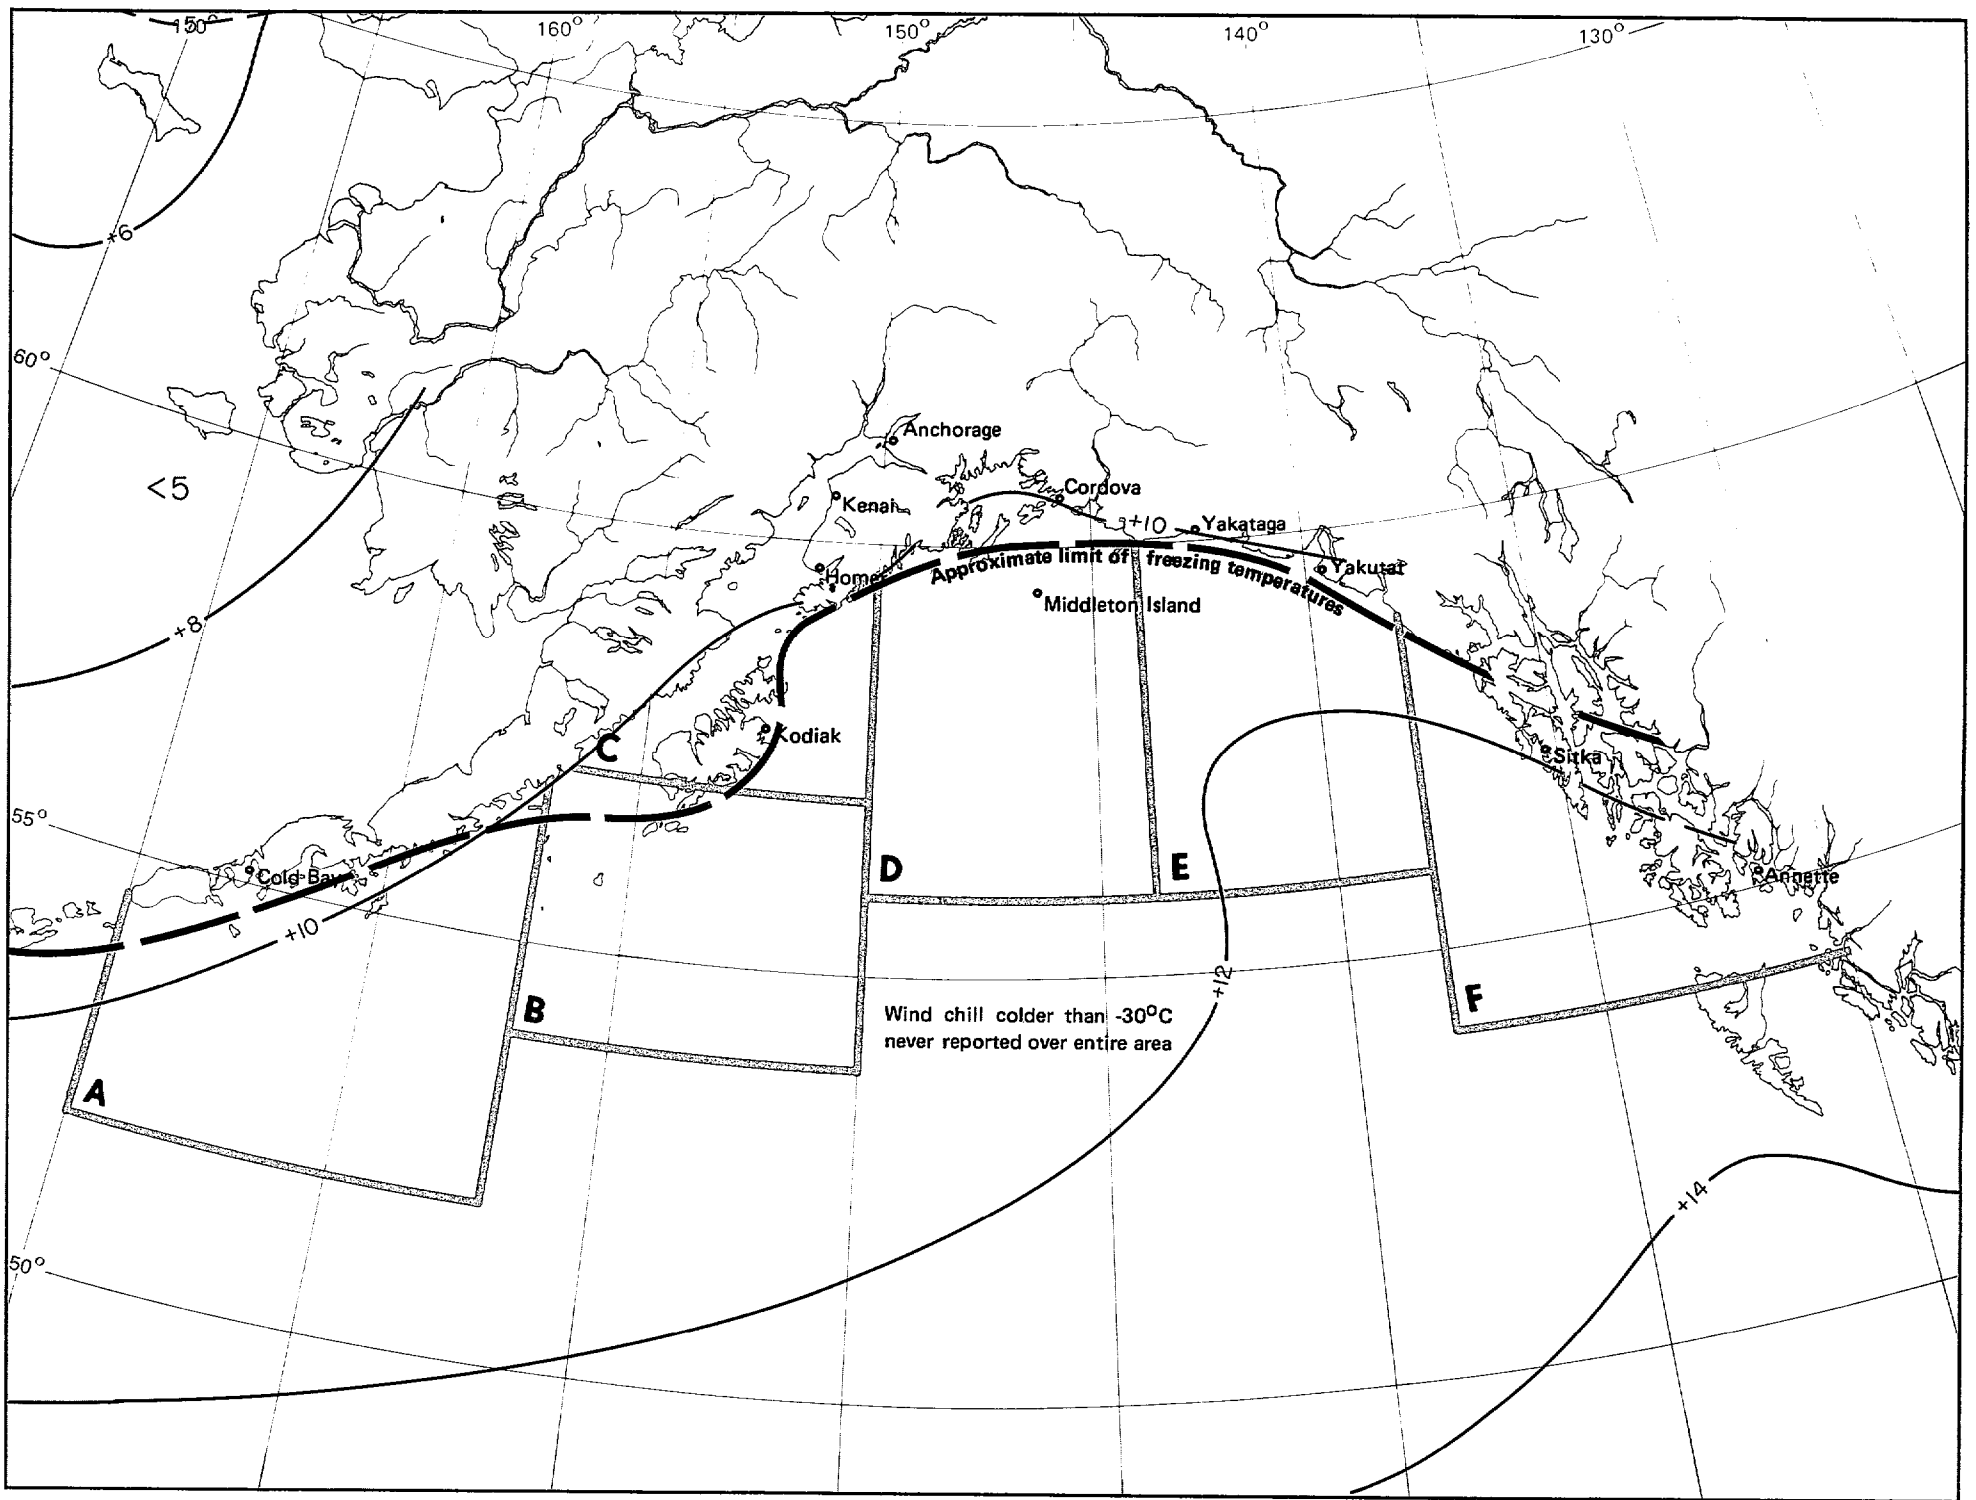 150°
160°
150°
140°
130°
+6
60°
<5
Anchorage
Kenai
Cordova
+10
Yakataga
Homer
Approximate limit of freezing temperatures
Yakutat
Middleton Island
+8
C
Kodiak
Sitka
55°
Cold Bay
D
E
Annette
+10
+12
B
Wind chill colder than -30°C
never reported over entire area
F
A
+14
50°